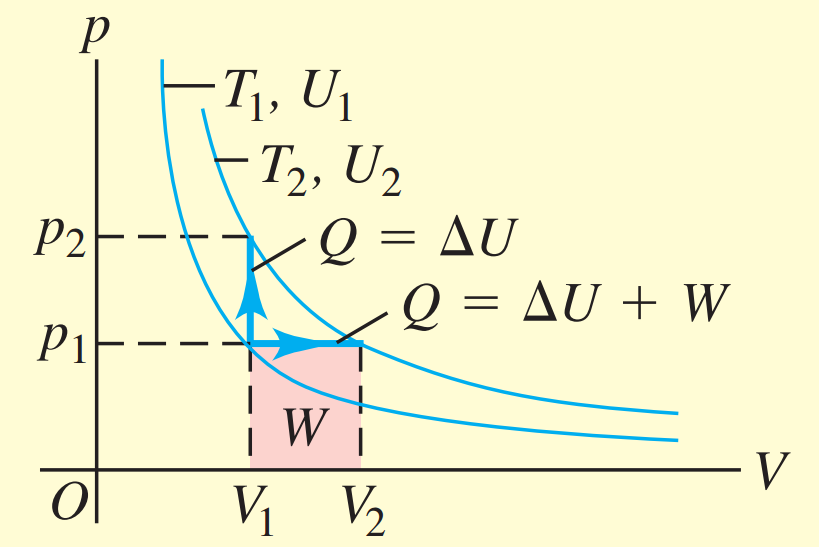 p
T₁, U₁
T₂, U₂
p₂
Q = ΔU
Q = ΔU + W
p₁
W
V
O
V₁
V₂